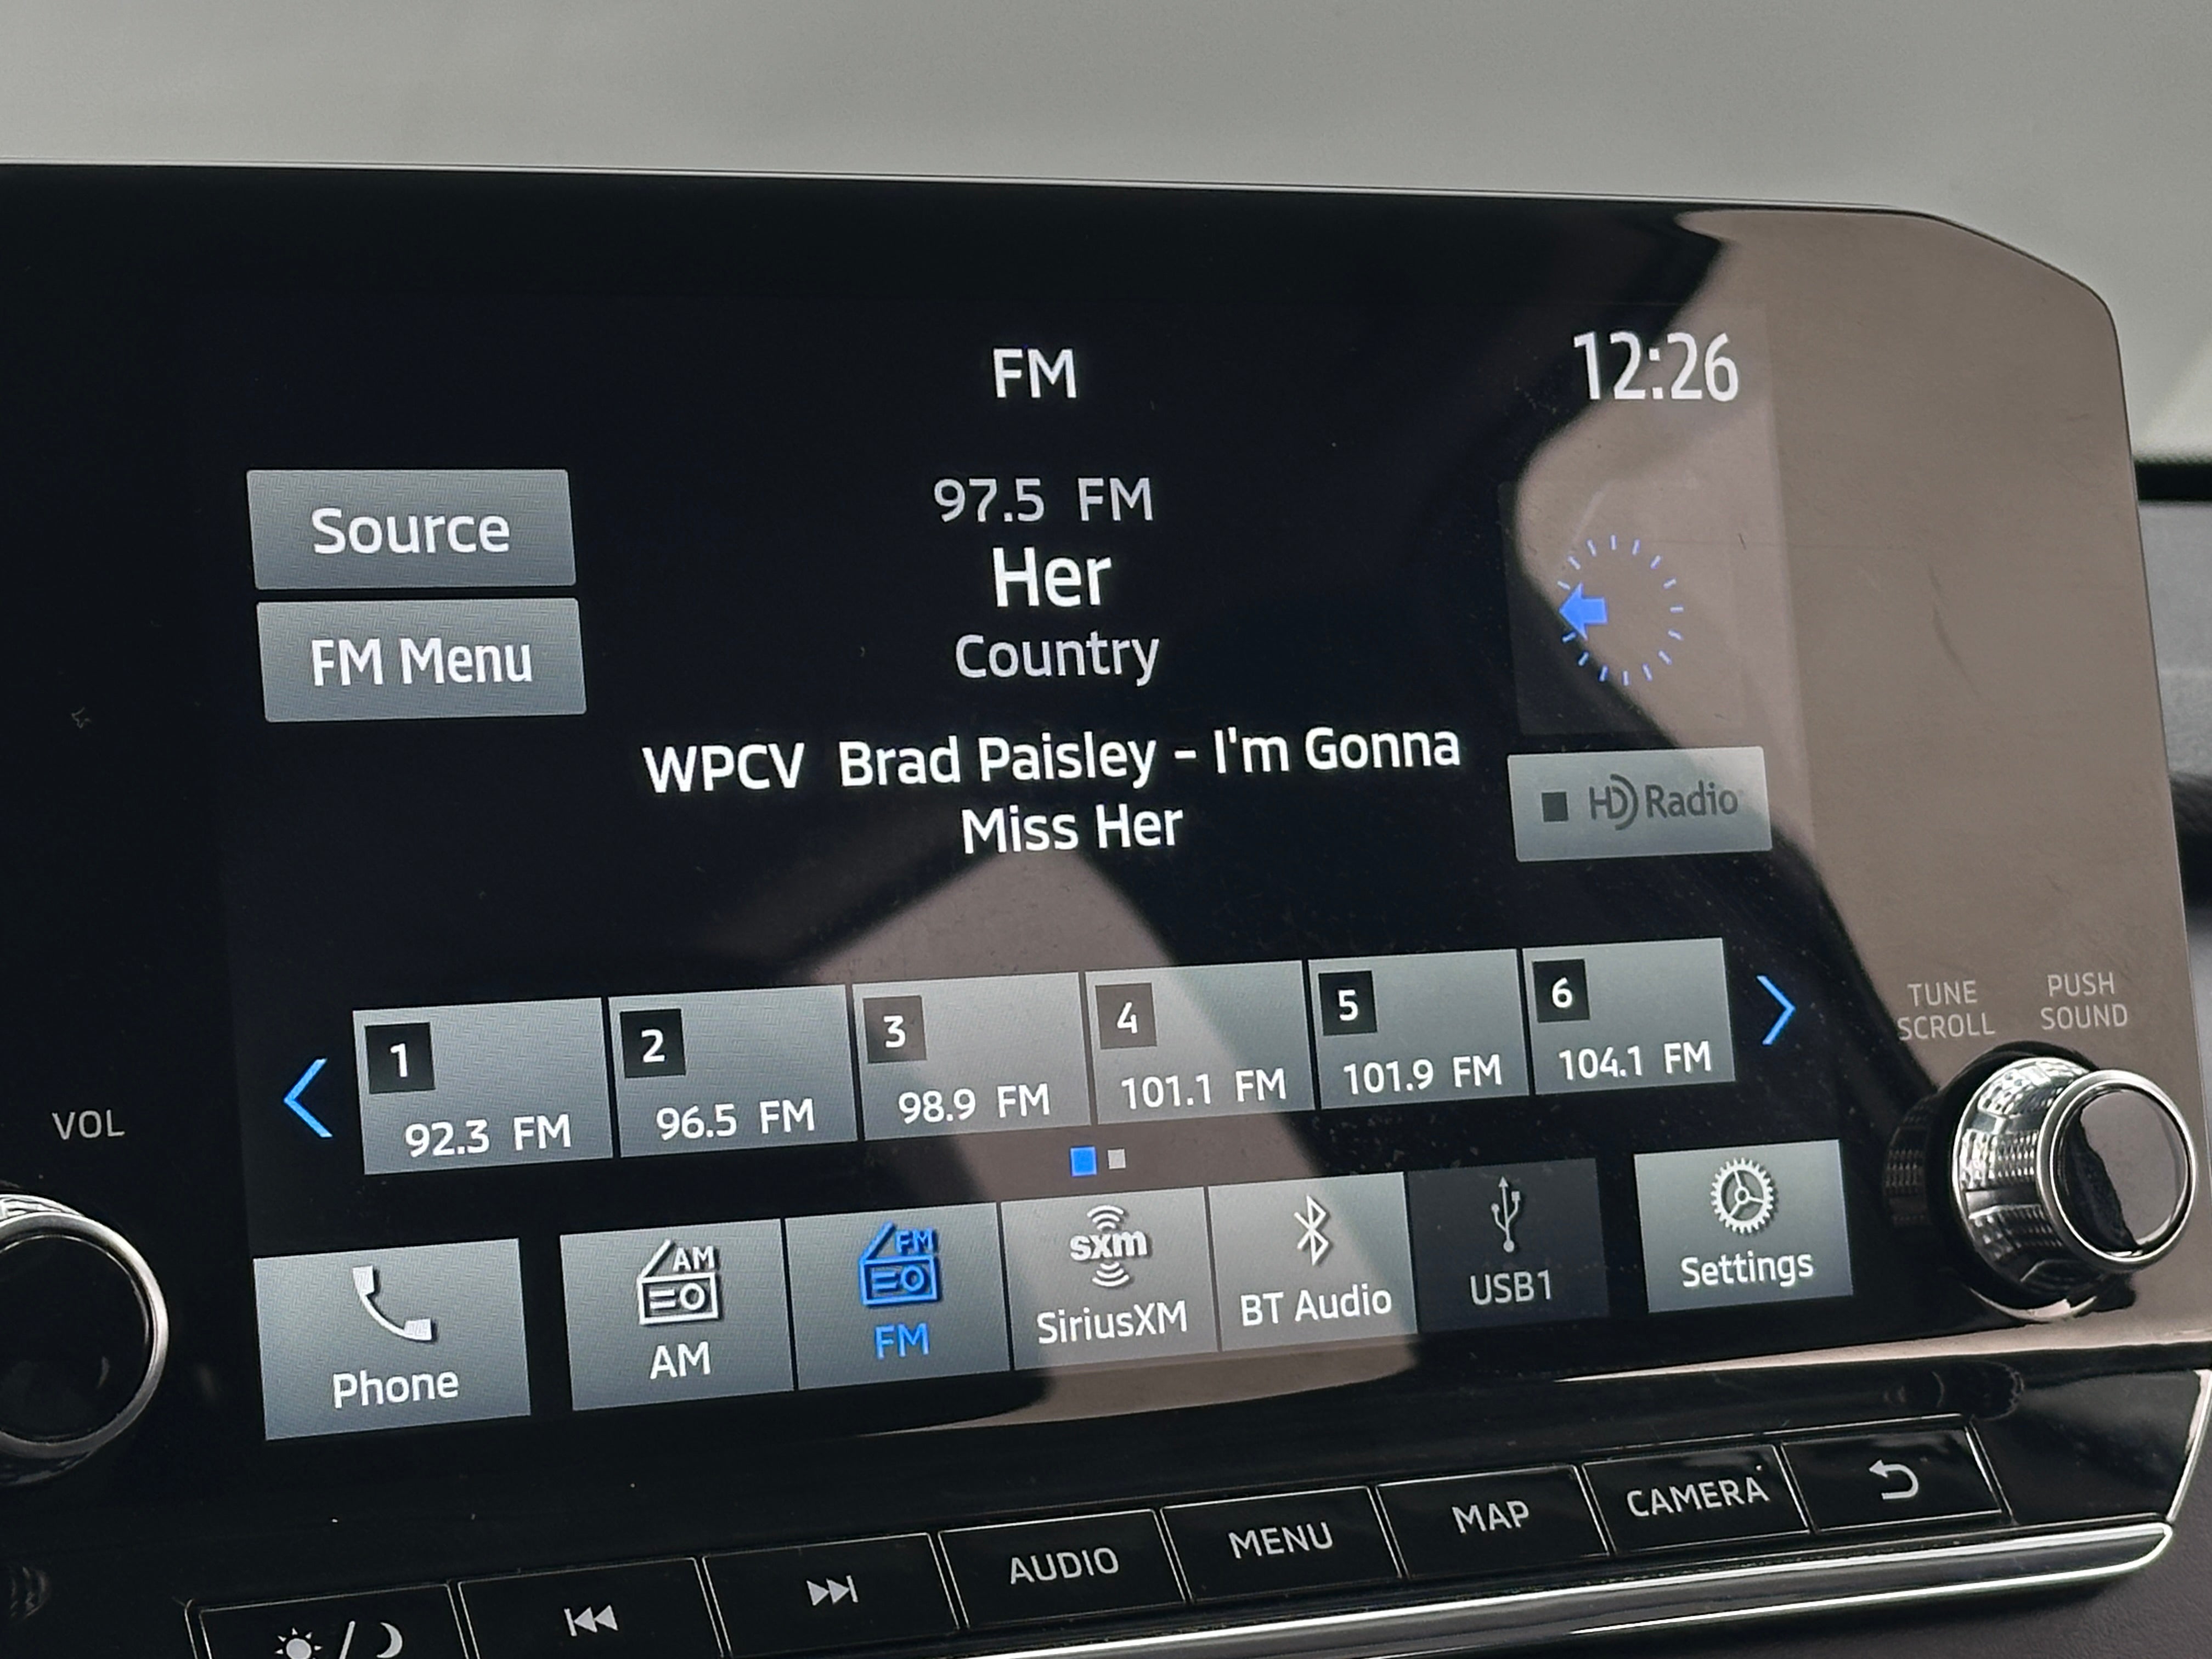 FM
12:26
97.5 FM
Source
Her
Country
FM Menu
WPCV Brad Paisley - I'm Gonna
Miss Her
HD Radio
1
92.3 FM
2
96.5 FM
3
98.9 FM
4
101.1 FM
5
101.9 FM
6
104.1 FM
TUNE
SCROLL
PUSH
SOUND
VOL
Phone
AM
AM
FM
FM
sxm
SiriusXM
BT Audio
USB1
Settings
AUDIO
MENU
MAP
CAMERA